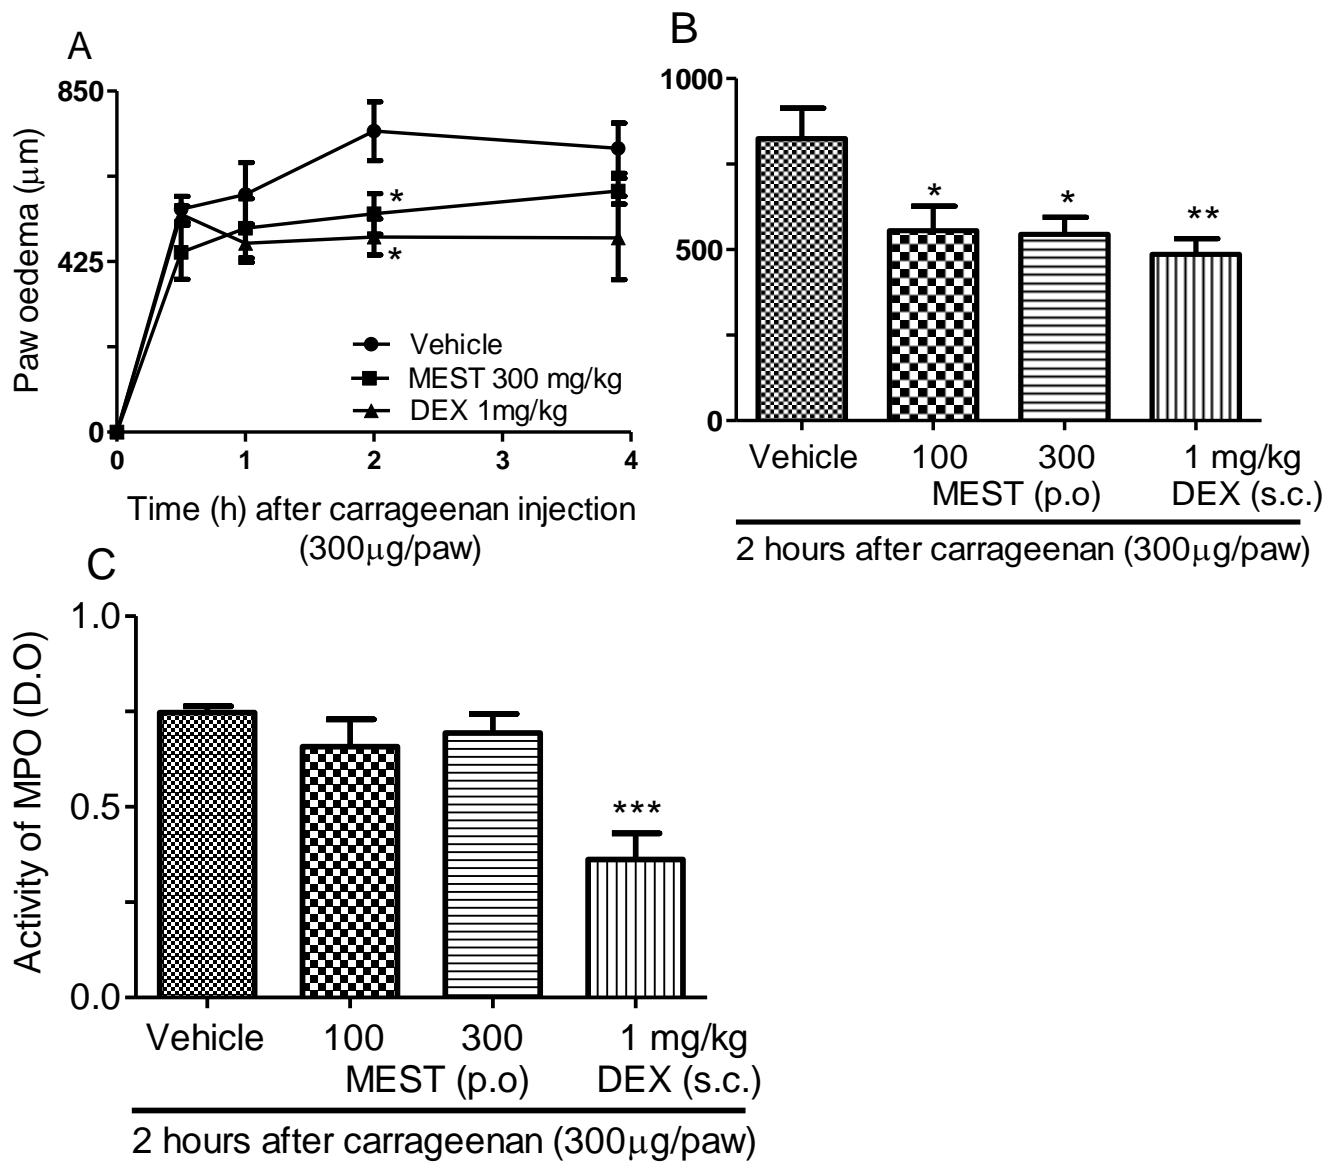 A
850
425
0
Paw oedema (μm)
*
*
Vehicle
MEST 300 mg/kg
DEX 1mg/kg
0 1 2 3 4
Time (h) after carrageenan injection
(300μg/paw)
B
1000
500
0
* * **
Vehicle 100 300 1 mg/kg
MEST (p.o) DEX (s.c.)
2 hours after carrageenan (300μg/paw)
C
1.0
0.5
0.0
Activity of MPO (D.O)
***
Vehicle 100 300 1 mg/kg
MEST (p.o) DEX (s.c.)
2 hours after carrageenan (300μg/paw)